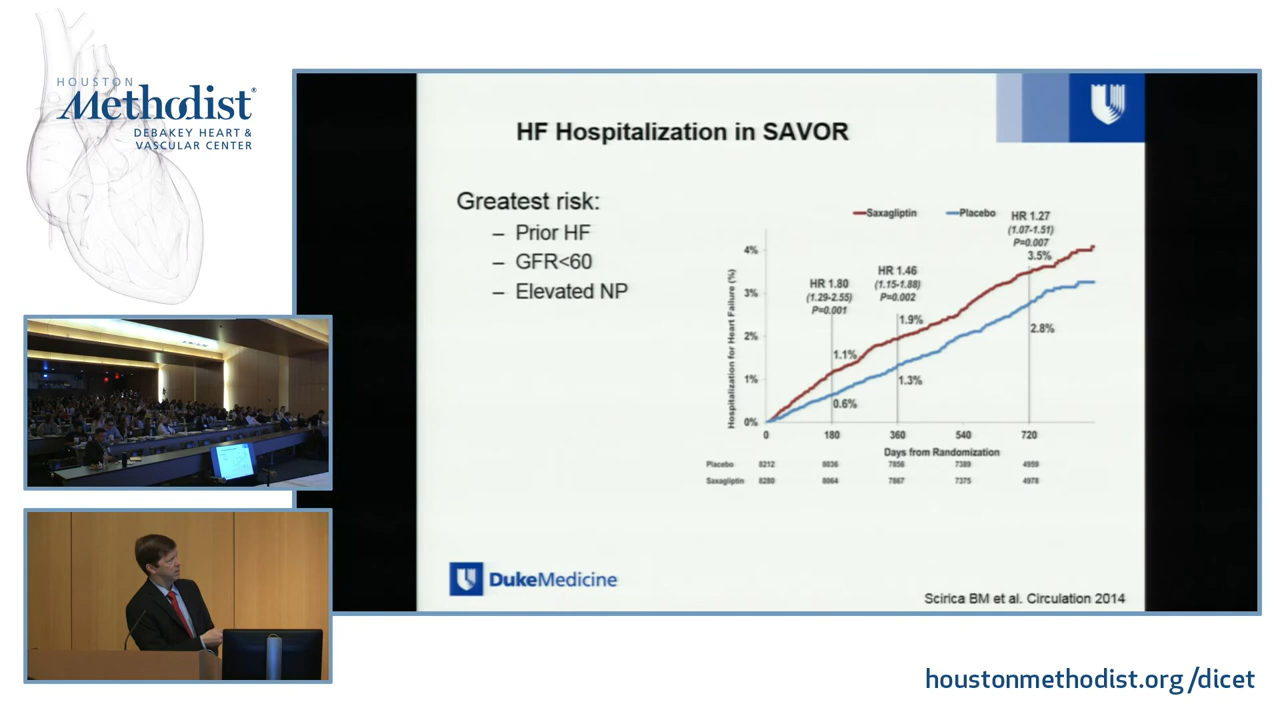 HOUSTON
Methodist®
DEBAKEY HEART &
VASCULAR CENTER
HF Hospitalization in SAVOR
Greatest risk:
– Prior HF
– GFR<60
– Elevated NP
Saxagliptin
Placebo
HR 1.27
(1.07-1.51)
P=0.007
3.5%
HR 1.46
(1.15-1.88)
P=0.002
1.9%
HR 1.80
(1.29-2.55)
P=0.001
1.1%
2.8%
1.3%
0.6%
Hospitalization for Heart Failure (%)
4%
3%
2%
1%
0%
0 180 360 540 720
Days from Randomization
Placebo 8212 8036 7856 7389 4959
Saxagliptin 8280 8064 7867 7375 4978
DukeMedicine
Scirica BM et al. Circulation 2014
houstonmethodist.org/dicet